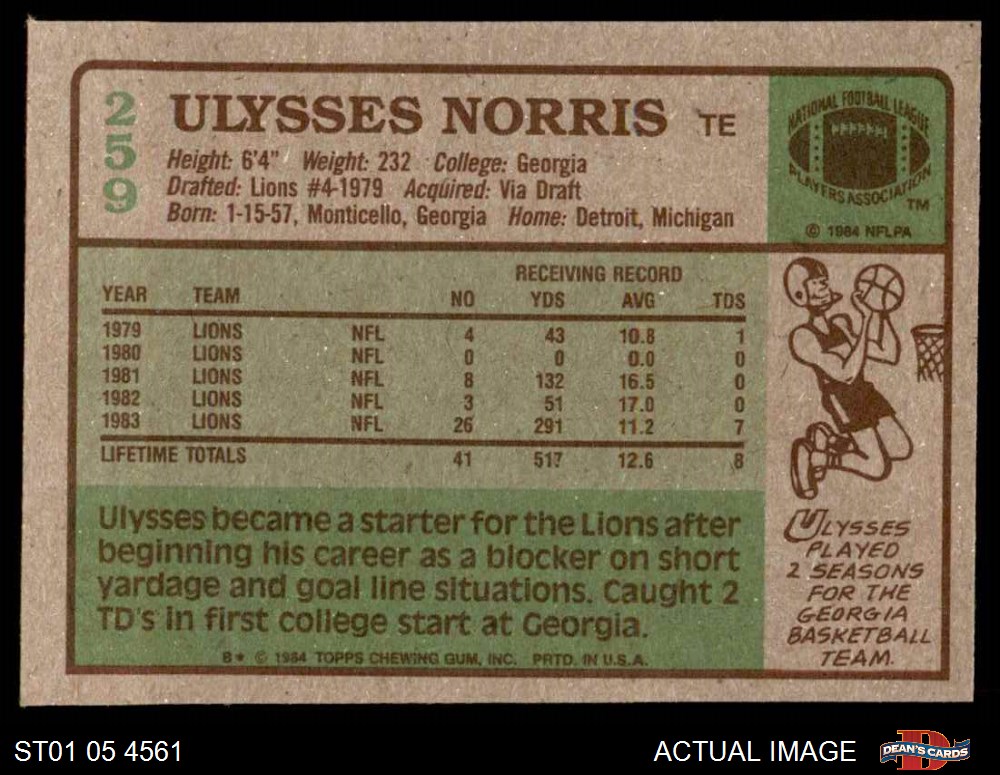 259
ULYSSES NORRIS TE
Height: 6'4" Weight: 232 College: Georgia
Drafted: Lions #4-1979 Acquired: Via Draft
Born: 1-15-57, Monticello, Georgia Home: Detroit, Michigan
NATIONAL FOOTBALL LEAGUE
PLAYERS ASSOCIATION TM
© 1984 NFLPA
RECEIVING RECORD
YEAR TEAM NO YDS AVG TDS
1979 LIONS NFL 4 43 10.8 1
1980 LIONS NFL 0 0 0.0 0
1981 LIONS NFL 8 132 16.5 0
1982 LIONS NFL 3 51 17.0 0
1983 LIONS NFL 26 291 11.2 7
LIFETIME TOTALS 41 517 12.6 8
Ulysses became a starter for the Lions after
beginning his career as a blocker on short
yardage and goal line situations. Caught 2
TD's in first college start at Georgia.
B* © 1984 TOPPS CHEWING GUM, INC. PRTD. IN U.S.A.
ULYSSES
PLAYED
2 SEASONS
FOR THE
GEORGIA
BASKETBALL
TEAM.
ST01 05 4561
ACTUAL IMAGE
D
DEAN'S CARDS